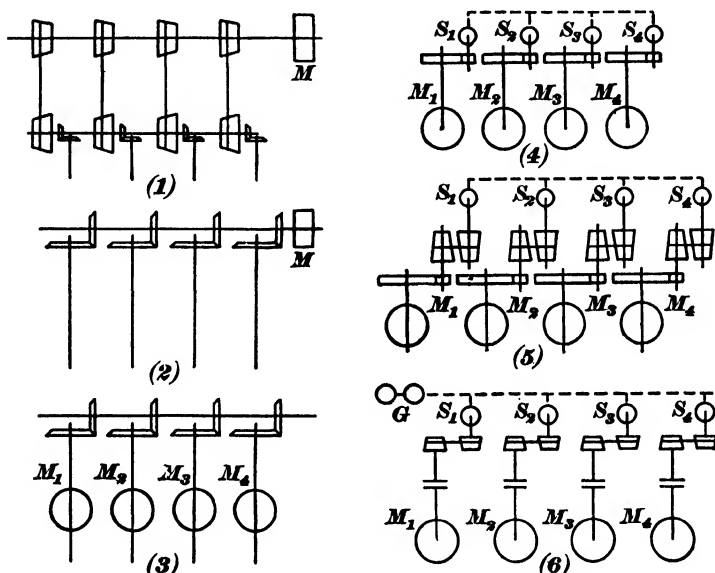 M
(1)
M
(2)
M1 M2 M3 M4
(3)
S1 S2 S3 S4
M1 M2 M3 M4
(4)
S1 S2 S3 S4
M1 M2 M3 M4
(5)
G S1 S2 S3 S4
M1 M2 M3 M4
(6)